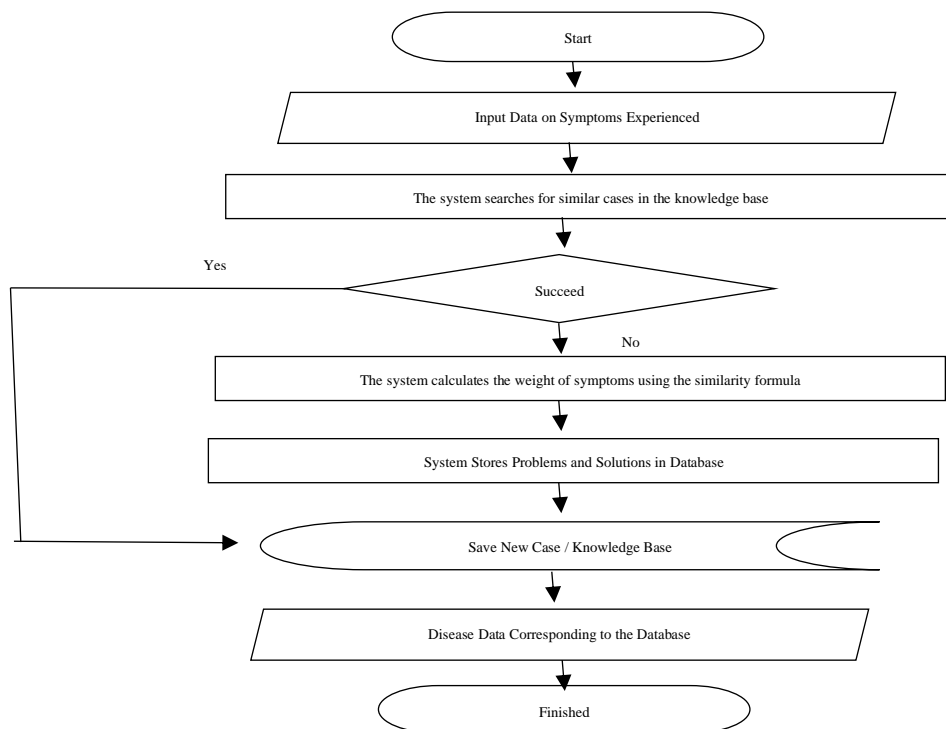 Start
Input Data on Symptoms Experienced
The system searches for similar cases in the knowledge base
Yes
Succeed
No
The system calculates the weight of symptoms using the similarity formula
System Stores Problems and Solutions in Database
Save New Case / Knowledge Base
Disease Data Corresponding to the Database
Finished